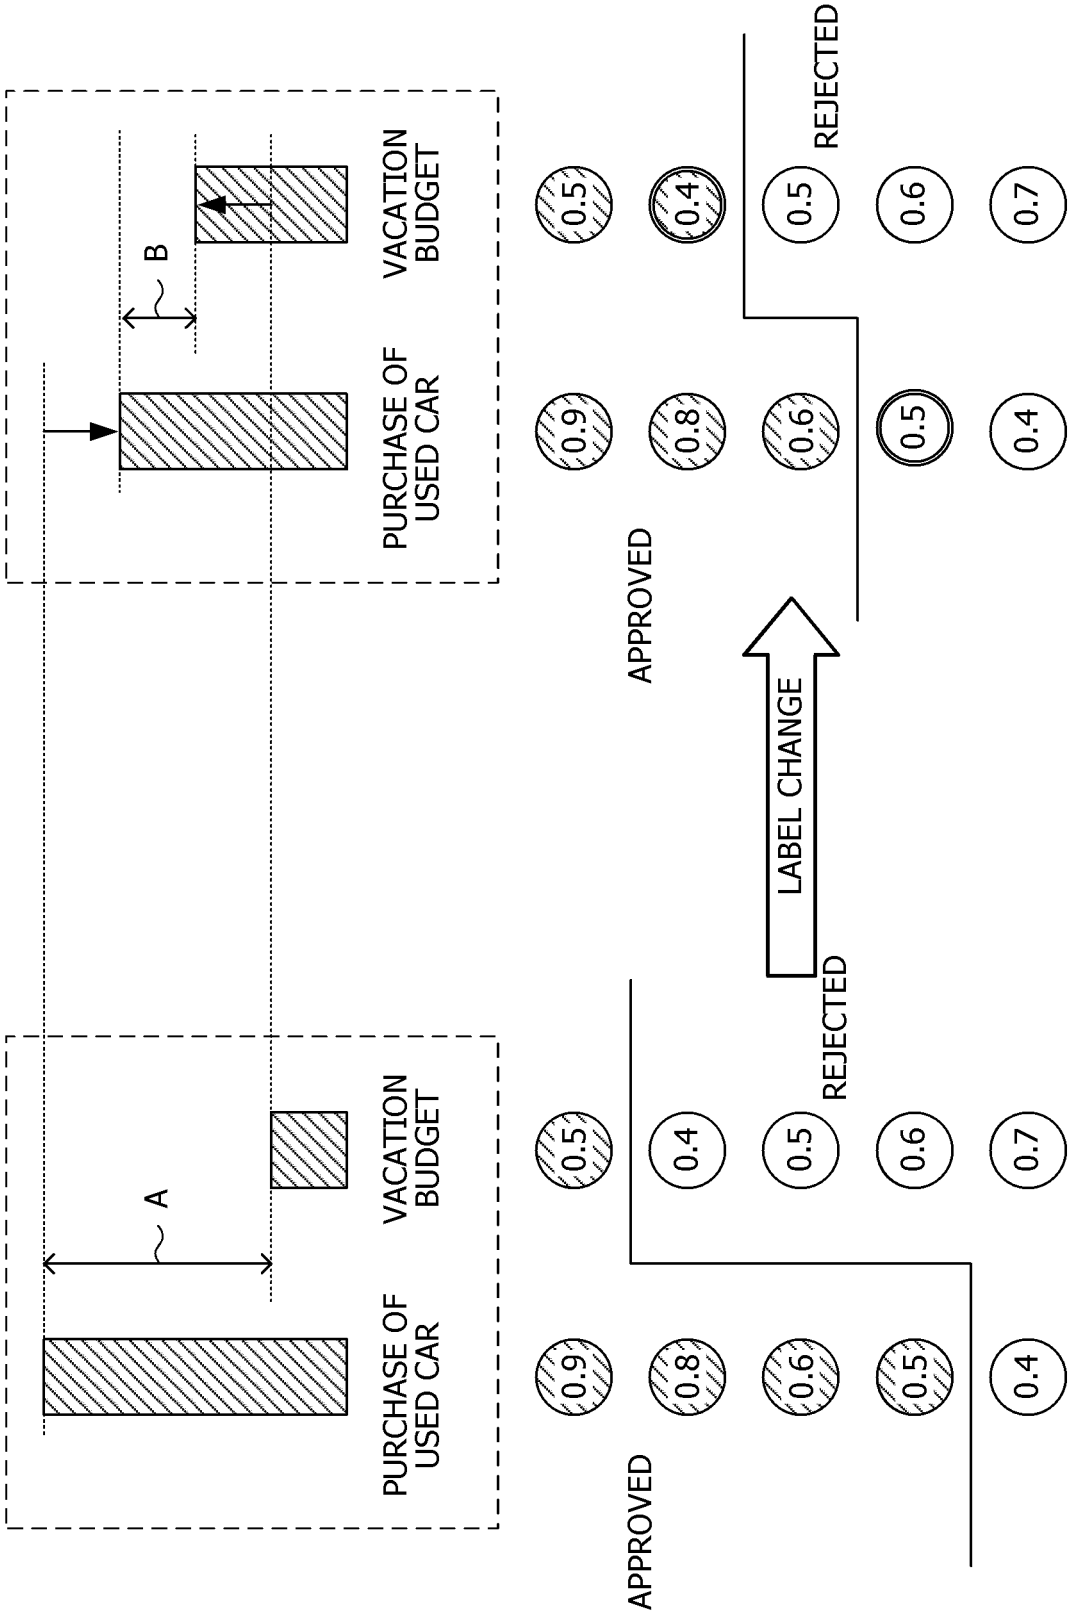 A
PURCHASE OF
USED CAR
VACATION
BUDGET
APPROVED
0.9
0.8
0.6
0.5
0.4
0.5
0.4
0.5
0.6
0.7
REJECTED
LABEL CHANGE
B
PURCHASE OF
USED CAR
VACATION
BUDGET
APPROVED
0.9
0.8
0.6
0.5
0.4
0.5
0.4
0.5
0.6
0.7
REJECTED